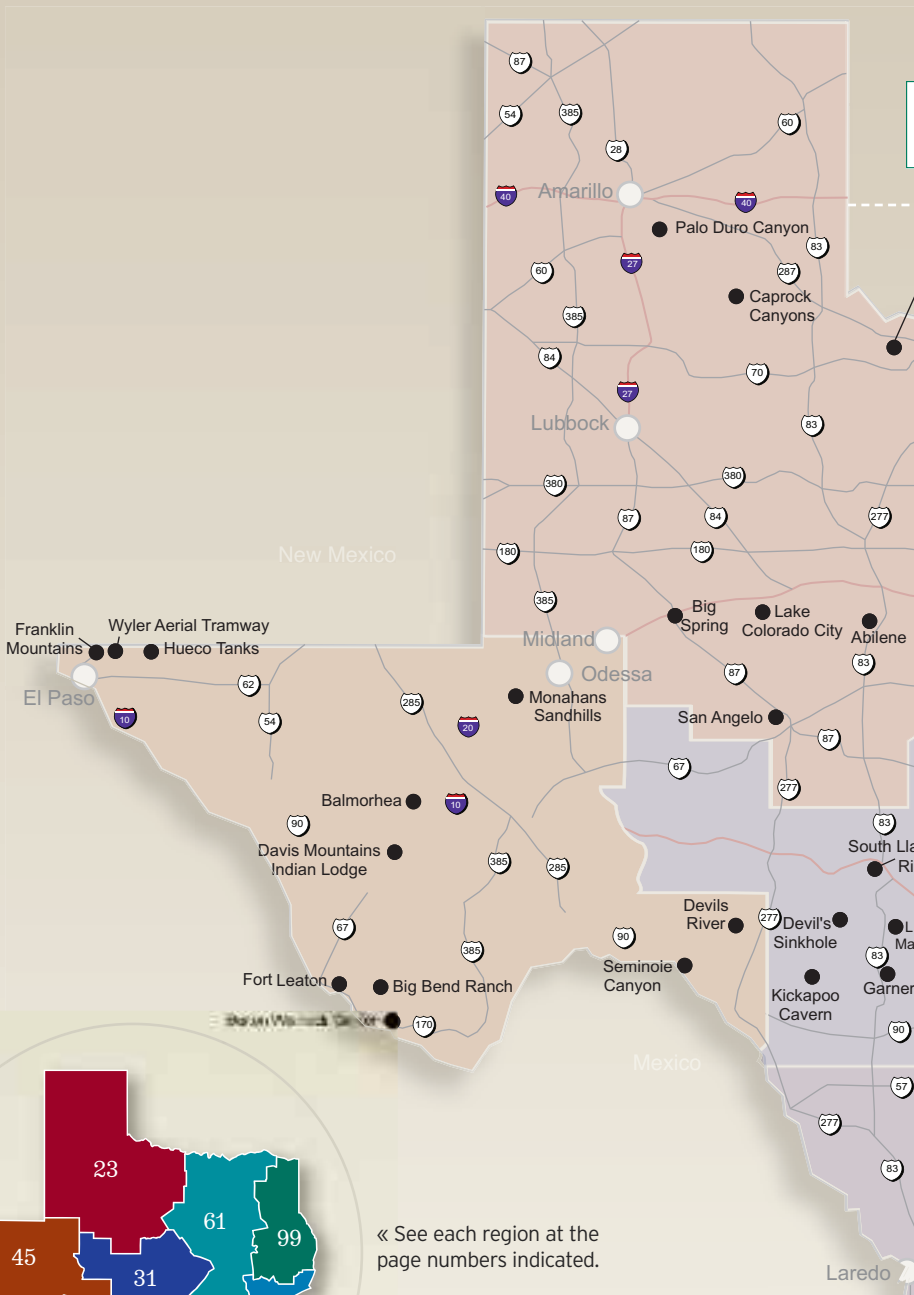 87
54
385
28
60
40
Amarillo
40
Palo Duro Canyon
83
27
60
287
Caprock
Canyons
385
84
70
27
Lubbock
83
380
380
87
84
277
180
180
New Mexico
385
Big
Spring
Lake
Colorado City
Abilene
Franklin
Mountains
Wyler Aerial Tramway
Hueco Tanks
Midland
Odessa
83
El Paso
62
87
285
Monahans
Sandhills
10
54
20
San Angelo
87
67
277
Balmorhea
10
90
83
Davis Mountains
Indian Lodge
385
285
South Lla
Ri
Devils
River
277
Devil's
Sinkhole
L
Ma
67
90
385
83
Seminole
Canyon
Kickapoo
Cavern
Garner
Fort Leaton
Big Bend Ranch
170
90
Mexico
57
277
83
23
61
99
45
31
« See each region at the
page numbers indicated.
Laredo